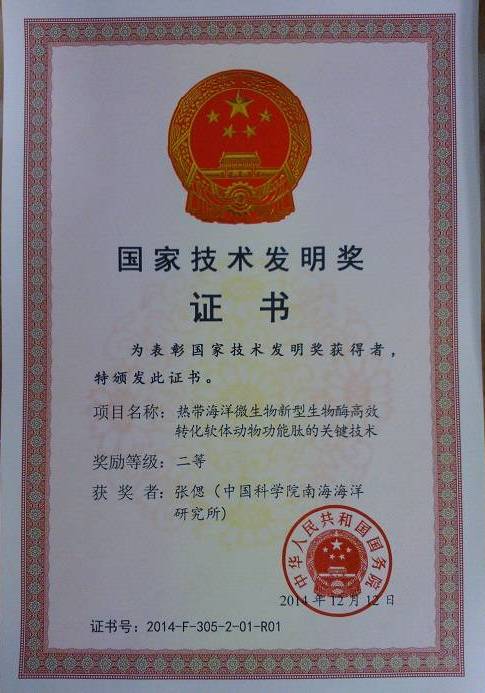 国家技术发明奖
证书
为表彰国家技术发明奖获得者，
特颁发此证书。
项目名称：热带海洋微生物新型生物酶高效
转化软体动物功能肽的关键技术
奖励等级：二等
获奖者：张偲（中国科学院南海海洋
研究所）
中华人民共和国国务院
2014年12月12日
证书号：2014-F-305-2-01-R01